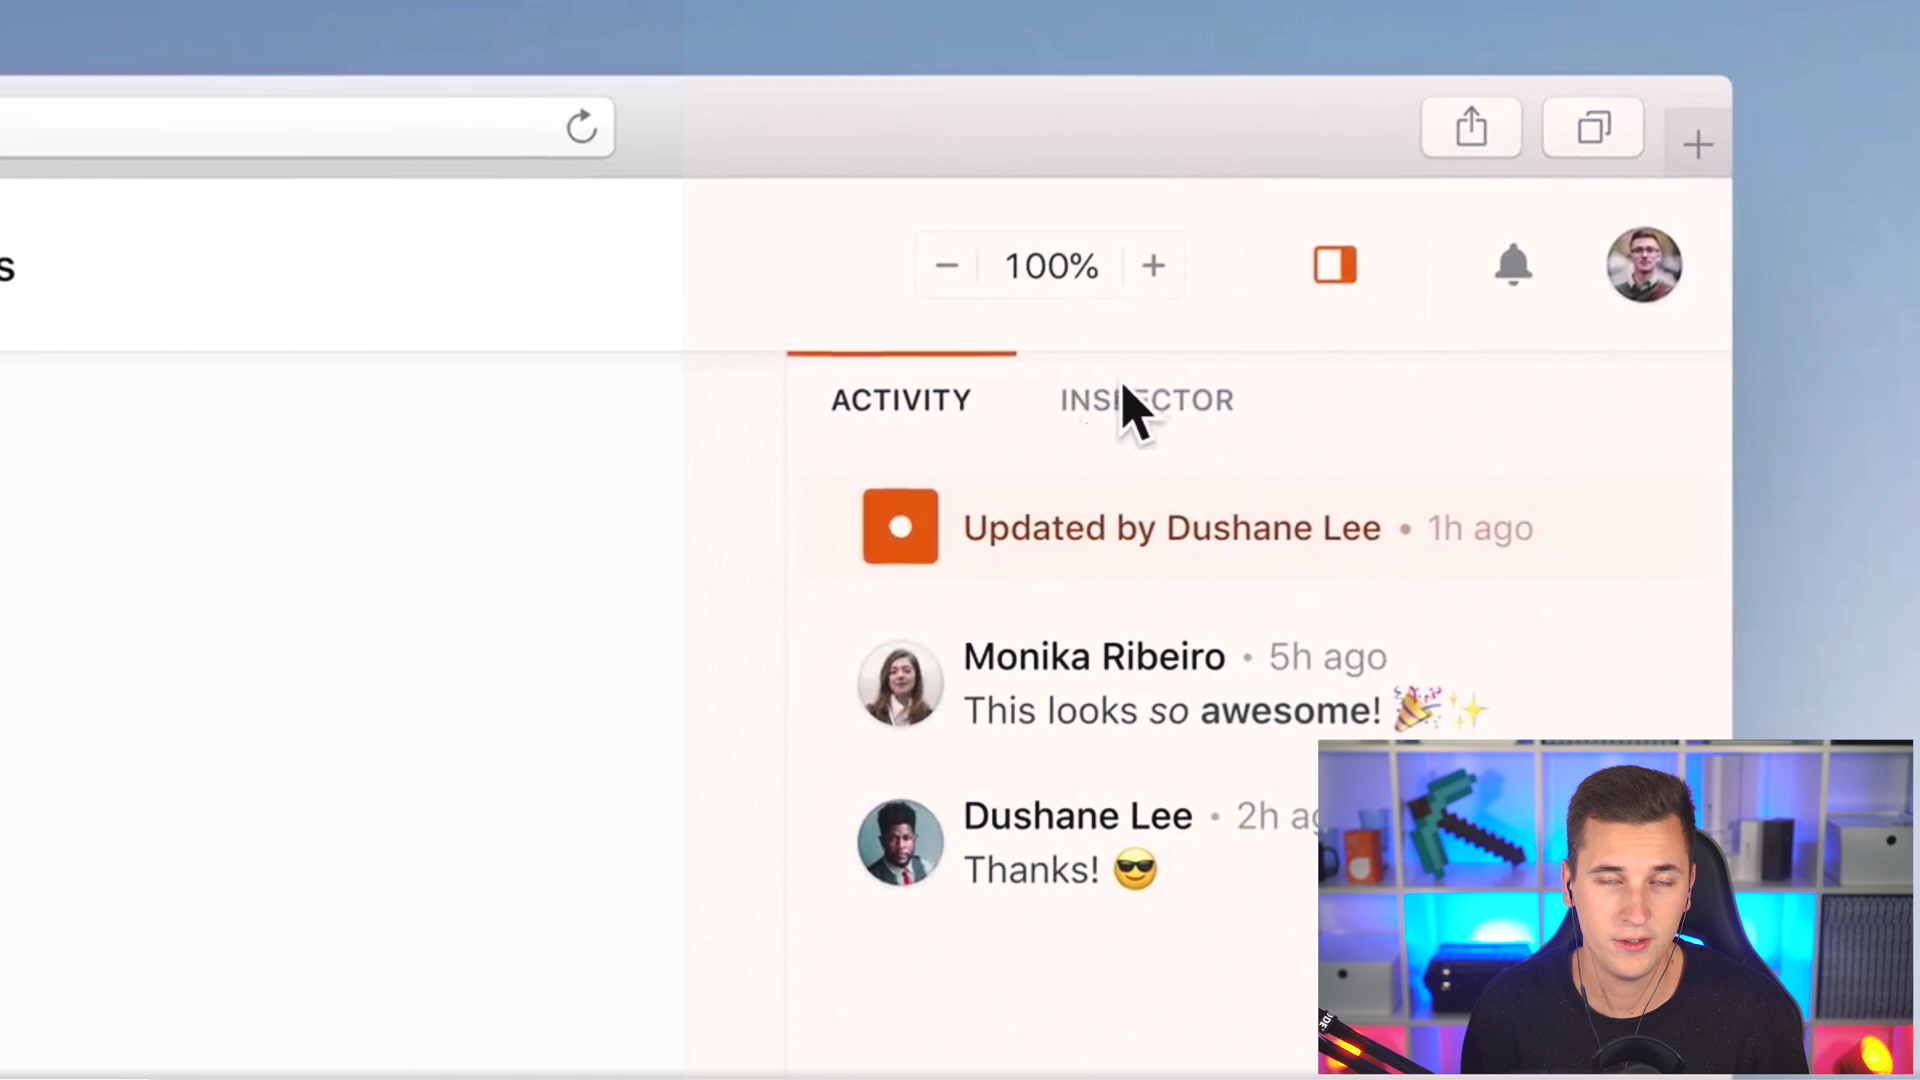 s
100%
ACTIVITY INSPECTOR
Updated by Dushane Lee • 1h ago
Monika Ribeiro • 5h ago
This looks so awesome! 🎉✨
Dushane Lee • 2h
Thanks! 😎